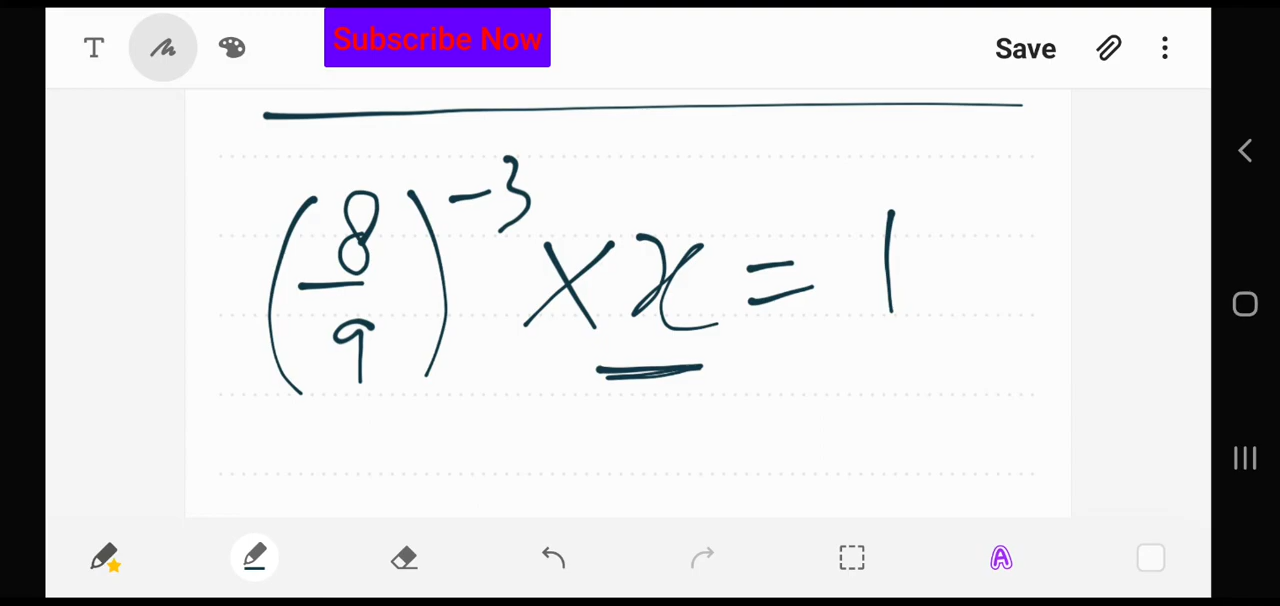 T Subscribe Now Save
(8/9)^-3 × x = 1
A